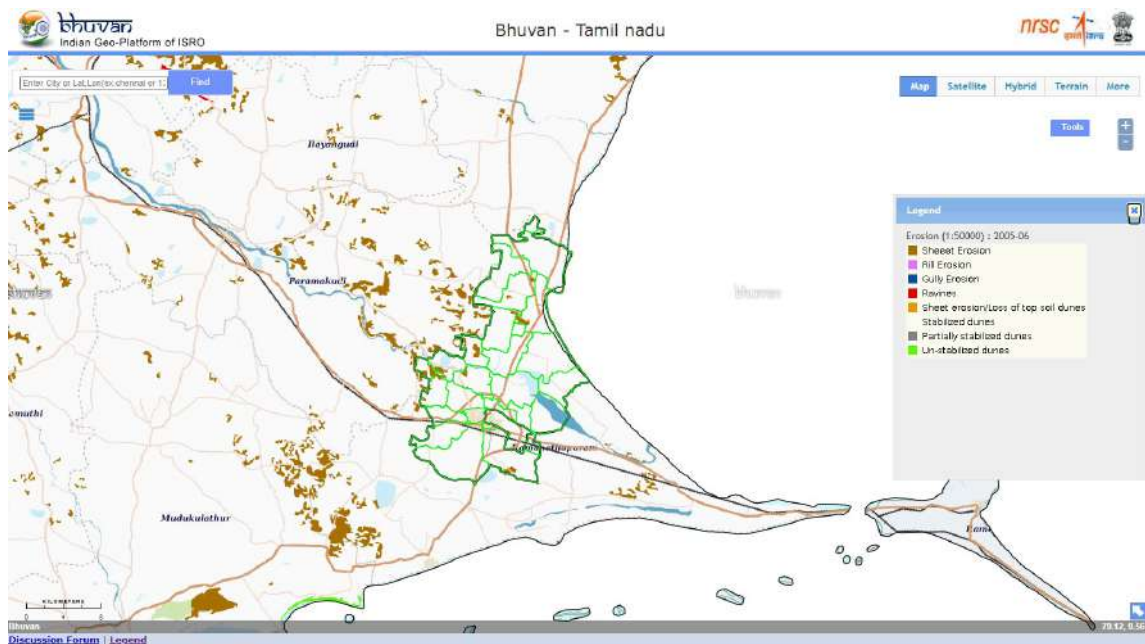 bhuvan
Indian Geo-Platform of ISRO
Bhuvan - Tamil nadu
nrsc
Find
Map Satellite Hybrid Terrain More
Tools
+
-
Ilayangudi
Paramakudi
bhuvan
Mudukulathur
Legend
Erosion (1:50000) : 2005-06
Sheeet Erosion
Rill Erosion
Gully Erosion
Ravines
Sheet erosion/Loss of top soil dunes
Stabilized dunes
Partially stabilized dunes
Un-stabilized dunes
KILOMETERS
Bhuvan
Discussion Forum | Legend